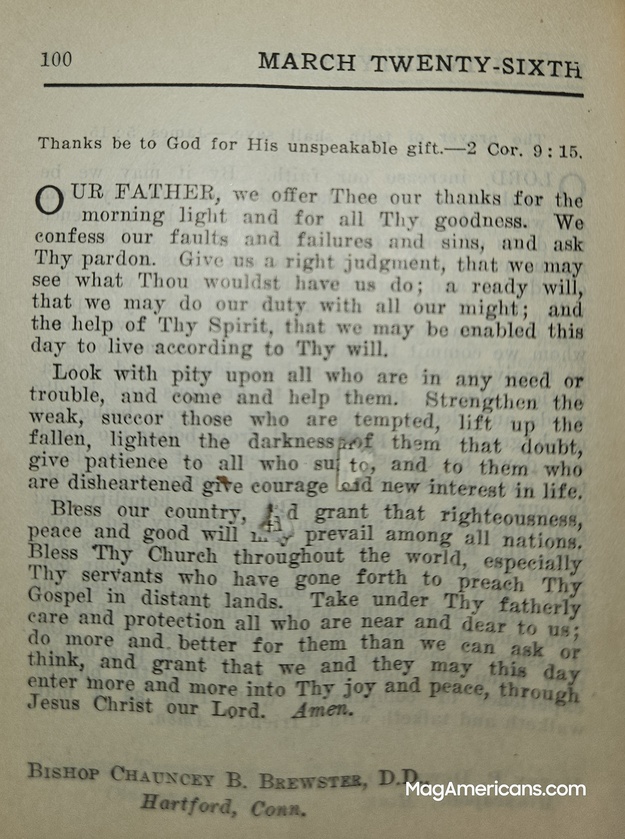 100 MARCH TWENTY-SIXTH
Thanks be to God for His unspeakable gift.—2 Cor. 9:15.
OUR FATHER, we offer Thee our thanks for the
morning light and for all Thy goodness. We
confess our faults and failures and sins, and ask
Thy pardon. Give us a right judgment, that we may
see what Thou wouldst have us do; a ready will,
that we may do our duty with all our might; and
the help of Thy Spirit, that we may be enabled this
day to live according to Thy will.
Look with pity upon all who are in any need or
trouble, and come and help them. Strengthen the
weak, succor those who are tempted, lift up the
fallen, lighten the darkness of them that doubt,
give patience to all who and to them who
are disheartened give courage new interest in life.
Bless our country, grant that righteousness,
peace and good will prevail among all nations.
Bless Thy Church throughout the world, especially
Thy servants who have gone forth to preach Thy
Gospel in distant lands. Take under Thy fatherly
care and protection all who are near and dear to us;
do more and better for them than we can ask or
think, and grant that we and they may this day
enter more and more into Thy joy and peace, through
Jesus Christ our Lord. Amen.
BISHOP CHAUNCEY B. BREWSTER, D.D.,
Hartford, Conn.
MagAmericans.com